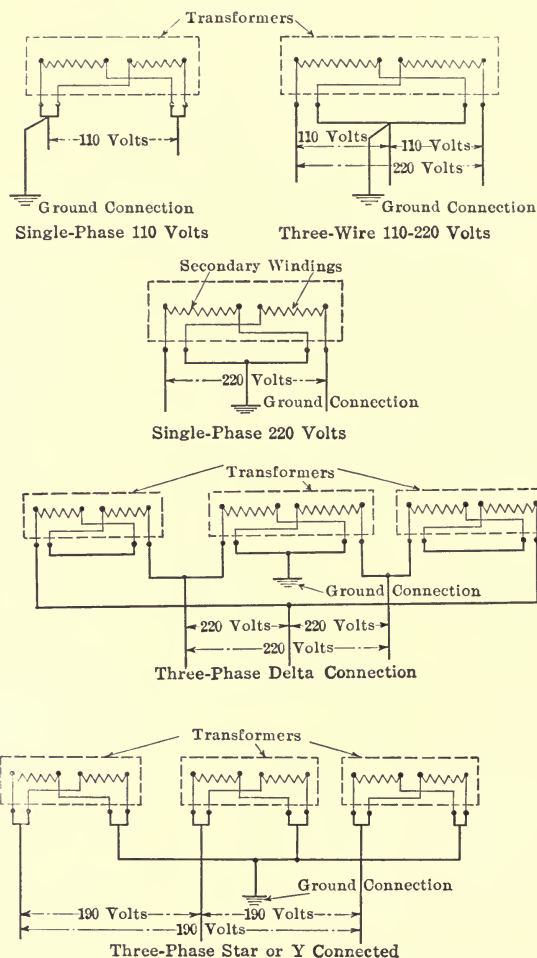 Transformers
110 Volts
110 Volts
110 Volts
220 Volts
Ground Connection
Ground Connection
Single-Phase 110 Volts
Three-Wire 110-220 Volts
Secondary Windings
220 Volts
Ground Connection
Single-Phase 220 Volts
Transformers
Ground Connection
220 Volts
220 Volts
220 Volts
Three-Phase Delta Connection
Transformers
Ground Connection
190 Volts
190 Volts
190 Volts
Three-Phase Star or Y Connected